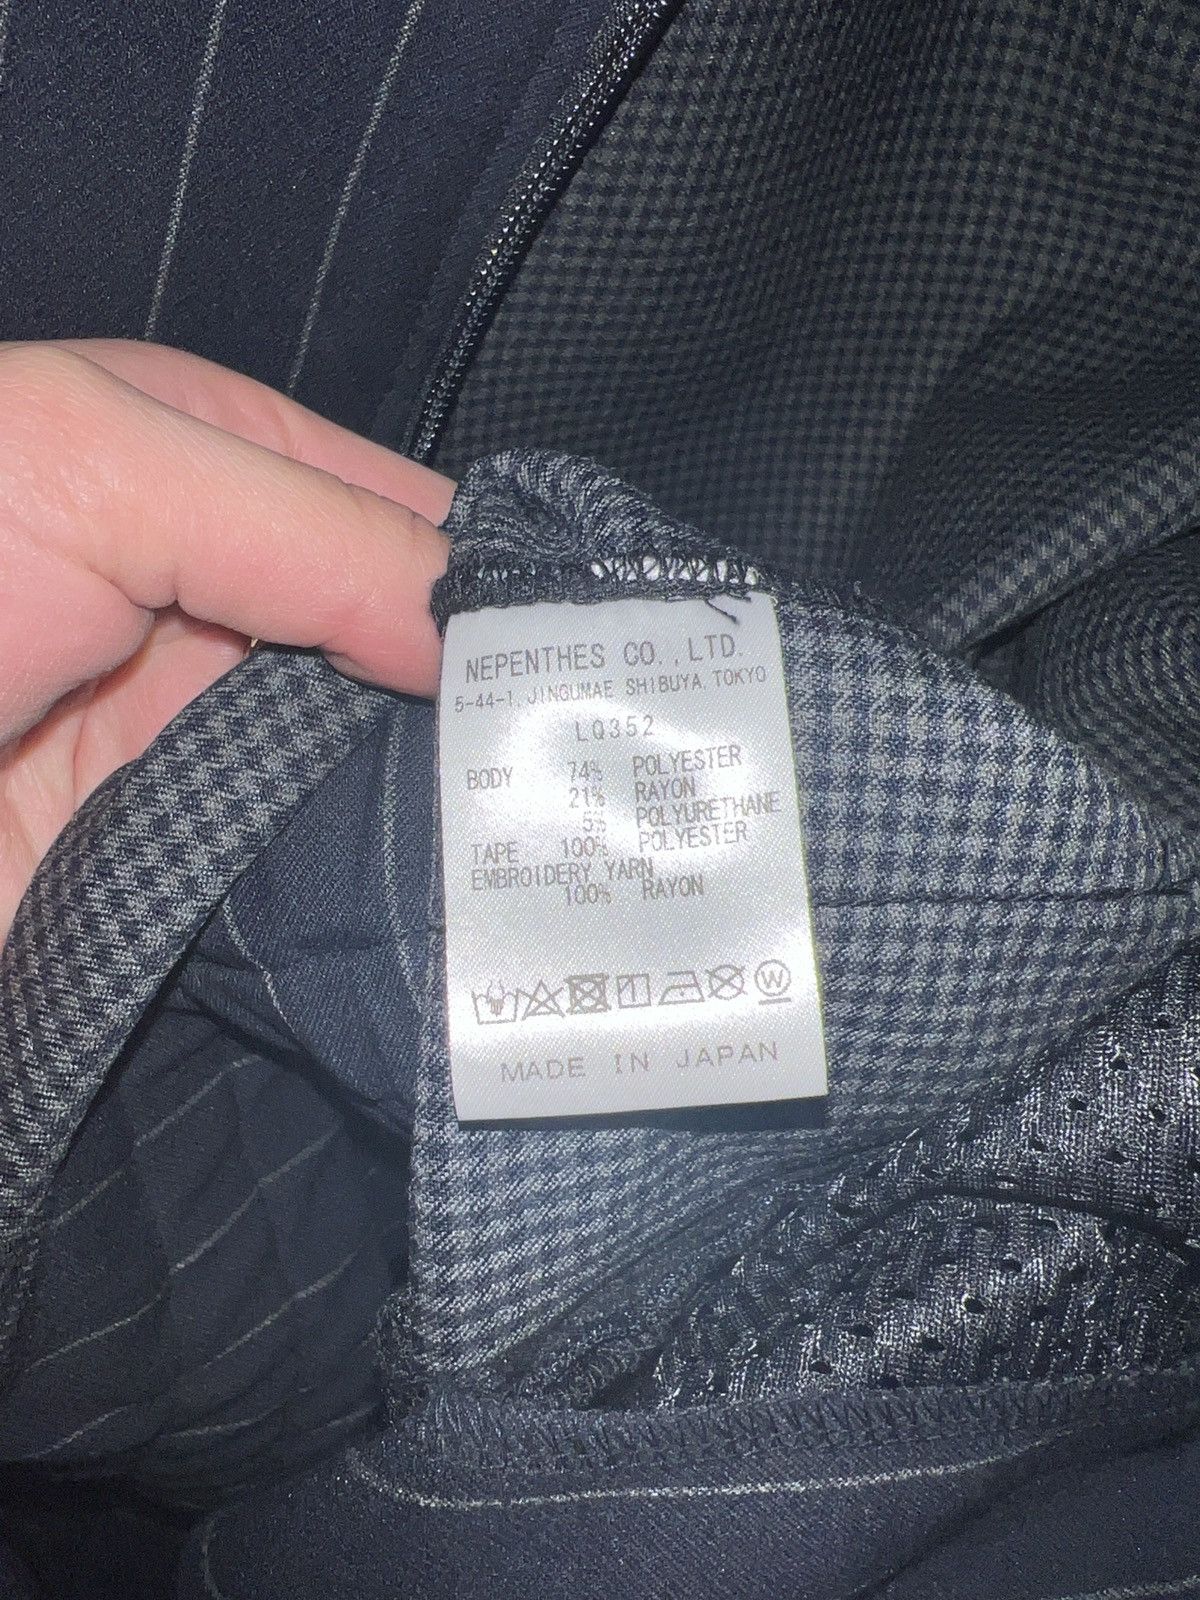 NEPENTHES CO.,LTD.
5-44-1, JINGUMAE SHIBUYA, TOKYO
LQ352
BODY 74% POLYESTER
21% RAYON
5% POLYURETHANE
TAPE 100% POLYESTER
EMBROIDERY YARN
100% RAYON
W
MADE IN JAPAN